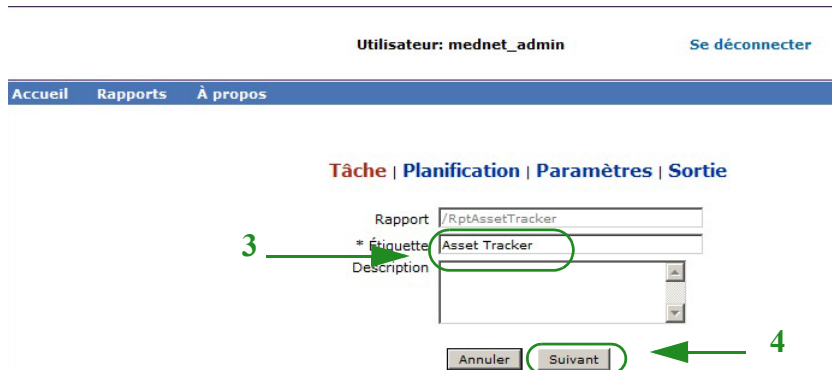 Utilisateur: mednet_admin Se déconnecter
Accueil Rapports À propos
Tâche | Planification | Paramètres | Sortie
Rapport /RptAssetTracker
3 * Étiquette Asset Tracker
Description
Annuler Suivant 4